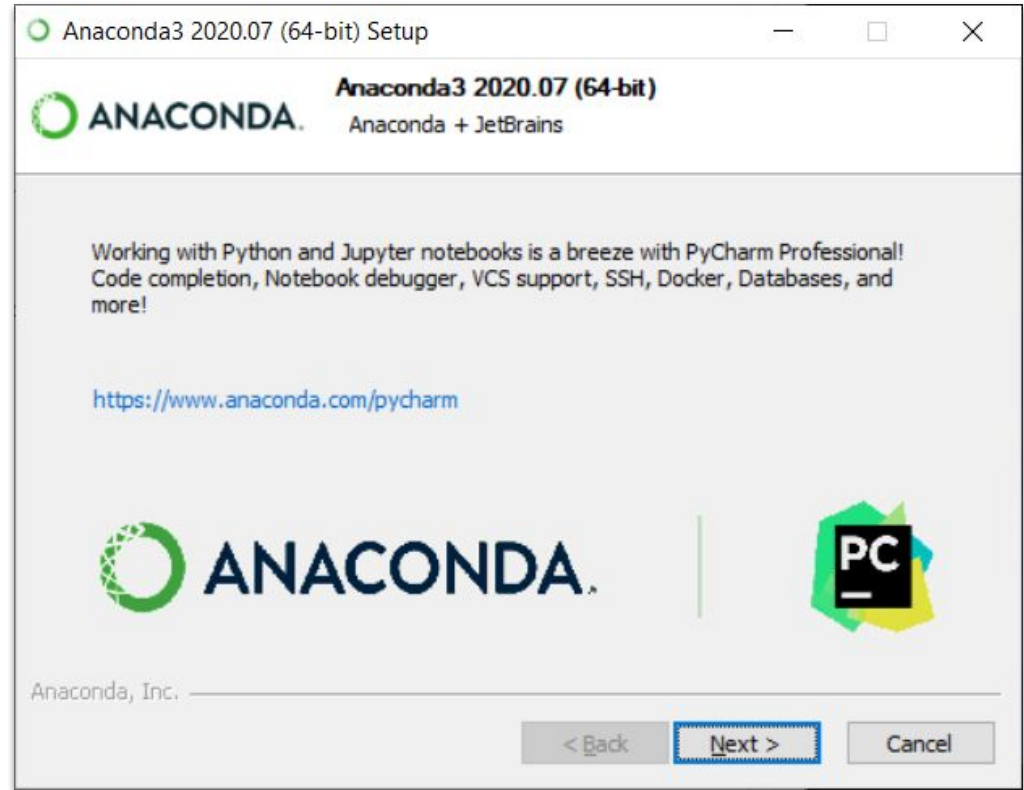 Anaconda3 2020.07 (64-bit) Setup
ANACONDA.
Anaconda3 2020.07 (64-bit)
Anaconda + JetBrains
Working with Python and Jupyter notebooks is a breeze with PyCharm Professional!
Code completion, Notebook debugger, VCS support, SSH, Docker, Databases, and
more!
https://www.anaconda.com/pycharm
ANACONDA.
PC
Anaconda, Inc.
< Back
Next >
Cancel